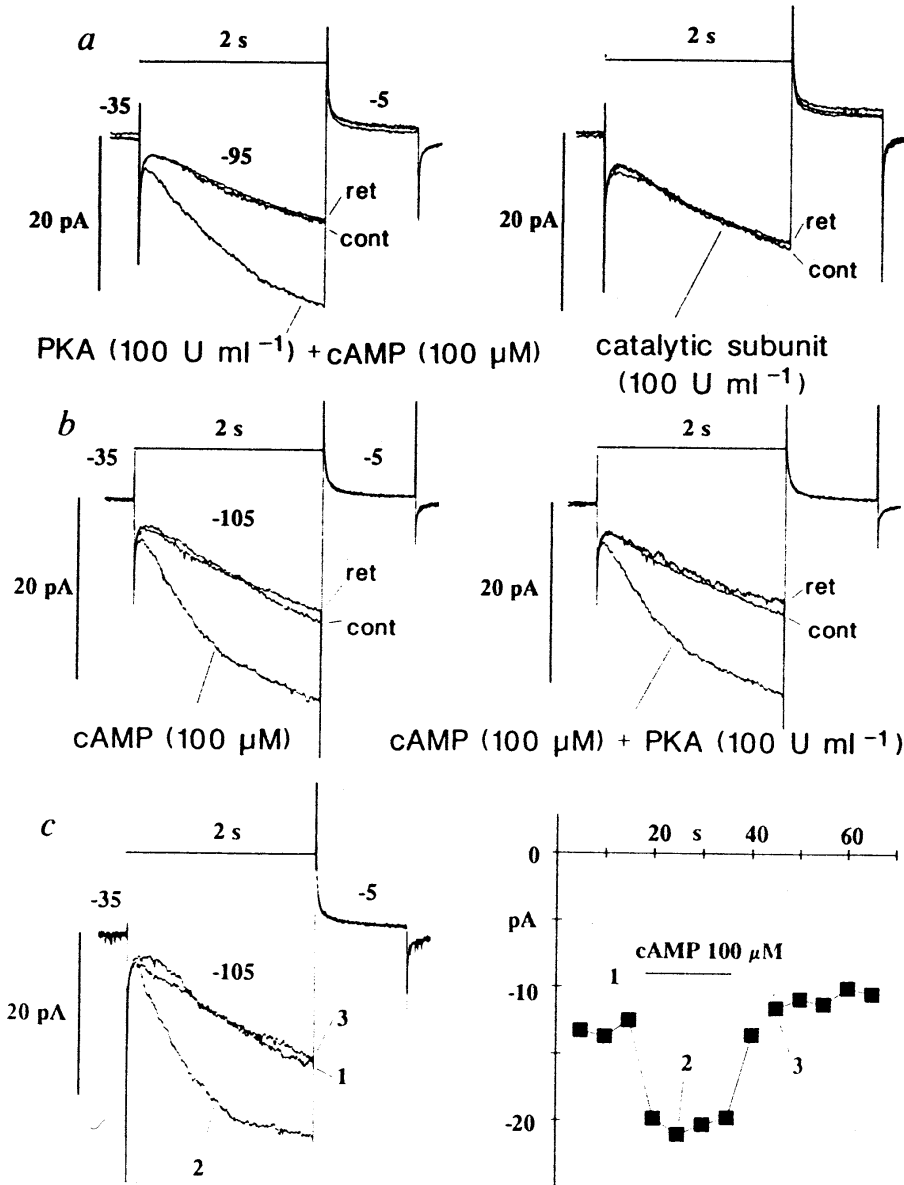 a
2 s
-35
-5
-95
20 pA
ret
cont
PKA (100 U ml⁻¹) + cAMP (100 µM)
2 s
20 pA
ret
cont
catalytic subunit
(100 U ml⁻¹)
b
2 s
-35
-5
-105
20 pA
ret
cont
cAMP (100 µM)
2 s
20 pA
ret
cont
cAMP (100 µM) + PKA (100 U ml⁻¹)
c
2 s
-35
-5
-105
20 pA
3
1
2
20 s 40 60
0
pA
cAMP 100 µM
-10
1
2
3
-20